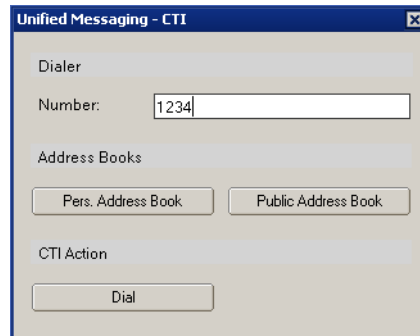 Unified Messaging - CTI
Dialer
Number: 1234
Address Books
Pers. Address Book Public Address Book
CTI Action
Dial